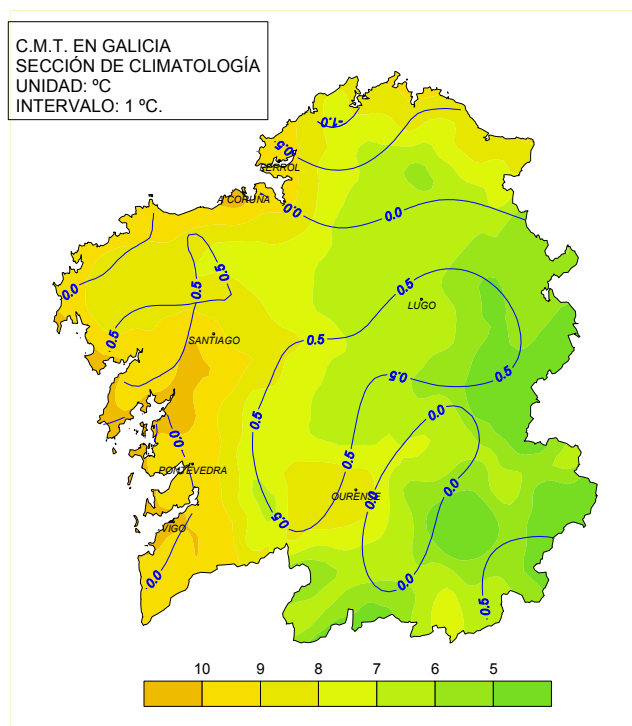 C.M.T. EN GALICIA
SECCIÓN DE CLIMATOLOGÍA
UNIDAD: ºC
INTERVALO: 1 ºC.
-1.0
-0.5
FERROL
A CORUÑA
0.0
0.0
0.0
0.5
0.5
0.5
LUGO
0.5
SANTIAGO
0.5
0.5
0.5
0.0
0.5
0.0
0.5
PONTEVEDRA
0.0
0.0
OURENSE
0.5
VIGO
0.0
0.0
0.5
10 9 8 7 6 5